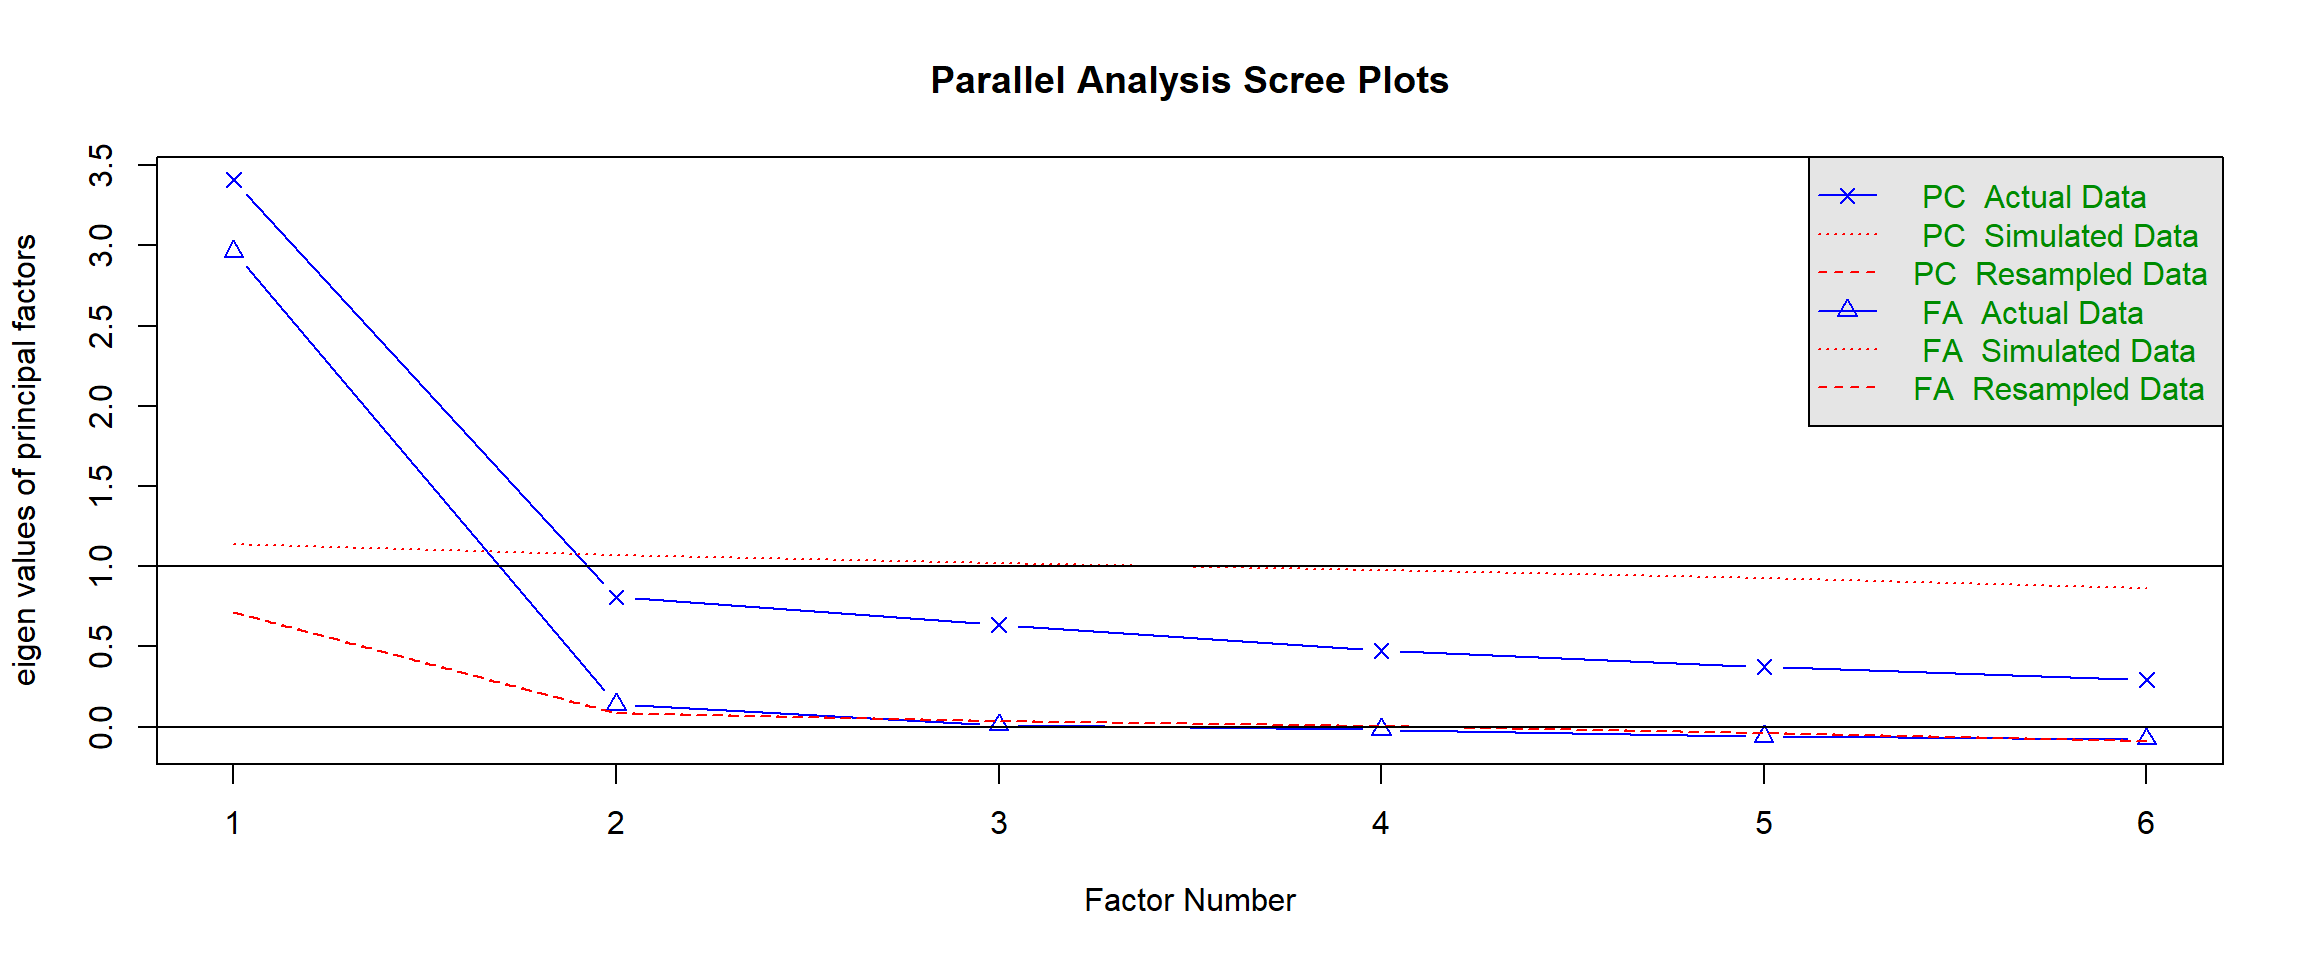 Parallel Analysis Scree Plots
eigen values of principal factors
3.5
3.0
2.5
2.0
1.5
1.0
0.5
0.0
PC Actual Data
PC Simulated Data
PC Resampled Data
FA Actual Data
FA Simulated Data
FA Resampled Data
1 2 3 4 5 6
Factor Number